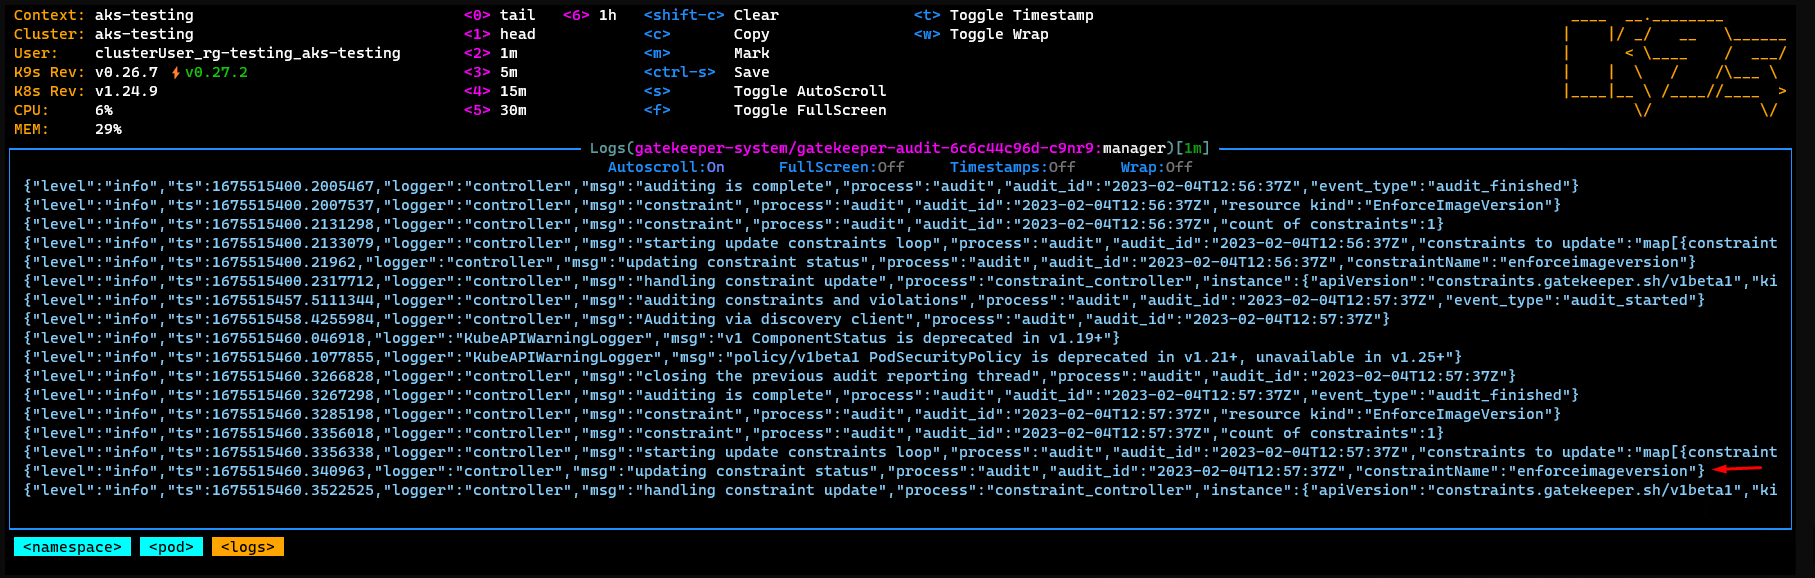 Context: aks-testing <0> tail <6> 1h <shift-c> Clear <t> Toggle Timestamp
Cluster: aks-testing <1> head <c> Copy <w> Toggle Wrap
User: clusterUser_rg-testing_aks-testing <2> 1m <m> Mark
K9s Rev: v0.26.7 ⚡v0.27.2 <3> 5m <ctrl-s> Save
K8s Rev: v1.24.9 <4> 15m <s> Toggle AutoScroll
CPU: 6% <5> 30m <f> Toggle FullScreen
MEM: 29%
Logs(gatekeeper-system/gatekeeper-audit-6c6c44c96d-c9nr9:manager)[1m]
Autoscroll:On FullScreen:Off Timestamps:Off Wrap:Off
{"level":"info","ts":1675515400.2005467,"logger":"controller","msg":"auditing is complete","process":"audit","audit_id":"2023-02-04T12:56:37Z","event_type":"audit_finished"}
{"level":"info","ts":1675515400.2007537,"logger":"controller","msg":"constraint","process":"audit","audit_id":"2023-02-04T12:56:37Z","resource kind":"EnforceImageVersion"}
{"level":"info","ts":1675515400.2131298,"logger":"controller","msg":"constraint","process":"audit","audit_id":"2023-02-04T12:56:37Z","count of constraints":1}
{"level":"info","ts":1675515400.2133079,"logger":"controller","msg":"starting update constraints loop","process":"audit","audit_id":"2023-02-04T12:56:37Z","constraints to update":"map[{constraint
{"level":"info","ts":1675515400.21962,"logger":"controller","msg":"updating constraint status","process":"audit","audit_id":"2023-02-04T12:56:37Z","constraintName":"enforceimageversion"}
{"level":"info","ts":1675515400.2317712,"logger":"controller","msg":"handling constraint update","process":"constraint_controller","instance":{"apiVersion":"constraints.gatekeeper.sh/v1beta1","ki
{"level":"info","ts":1675515457.5111344,"logger":"controller","msg":"auditing constraints and violations","process":"audit","audit_id":"2023-02-04T12:57:37Z","event_type":"audit_started"}
{"level":"info","ts":1675515458.4255984,"logger":"controller","msg":"Auditing via discovery client","process":"audit","audit_id":"2023-02-04T12:57:37Z"}
{"level":"info","ts":1675515460.046918,"logger":"KubeAPIWarningLogger","msg":"v1 ComponentStatus is deprecated in v1.19+"}
{"level":"info","ts":1675515460.1077855,"logger":"KubeAPIWarningLogger","msg":"policy/v1beta1 PodSecurityPolicy is deprecated in v1.21+, unavailable in v1.25+"}
{"level":"info","ts":1675515460.3266828,"logger":"controller","msg":"closing the previous audit reporting thread","process":"audit","audit_id":"2023-02-04T12:57:37Z"}
{"level":"info","ts":1675515460.3267298,"logger":"controller","msg":"auditing is complete","process":"audit","audit_id":"2023-02-04T12:57:37Z","event_type":"audit_finished"}
{"level":"info","ts":1675515460.3285198,"logger":"controller","msg":"constraint","process":"audit","audit_id":"2023-02-04T12:57:37Z","resource kind":"EnforceImageVersion"}
{"level":"info","ts":1675515460.3356018,"logger":"controller","msg":"constraint","process":"audit","audit_id":"2023-02-04T12:57:37Z","count of constraints":1}
{"level":"info","ts":1675515460.3356338,"logger":"controller","msg":"starting update constraints loop","process":"audit","audit_id":"2023-02-04T12:57:37Z","constraints to update":"map[{constraint
{"level":"info","ts":1675515460.340963,"logger":"controller","msg":"updating constraint status","process":"audit","audit_id":"2023-02-04T12:57:37Z","constraintName":"enforceimageversion"}
{"level":"info","ts":1675515460.3522525,"logger":"controller","msg":"handling constraint update","process":"constraint_controller","instance":{"apiVersion":"constraints.gatekeeper.sh/v1beta1","ki
<namespace> <pod> <logs>